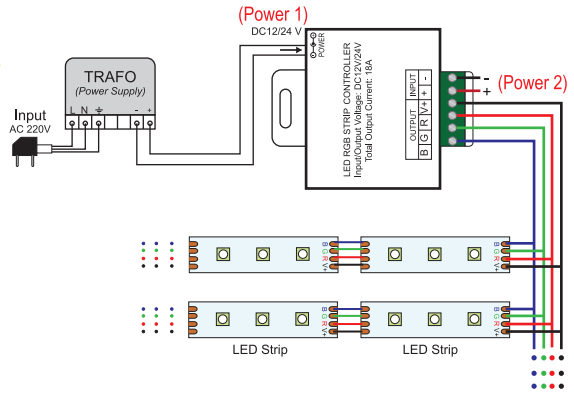 (Power 1)
DC12/24 V
POWER
TRAFO
(Power Supply)
L N - +
Input
AC 220V
LED RGB STRIP CONTROLLER
Input/Output Voltage: DC12V/24V
Total Output Current: 18A
INPUT
+ -
OUTPUT
B G R V+
-
+
(Power 2)
B
G
R
V+
B
G
R
V+
B
G
R
V+
B
G
R
V+
LED Strip
LED Strip